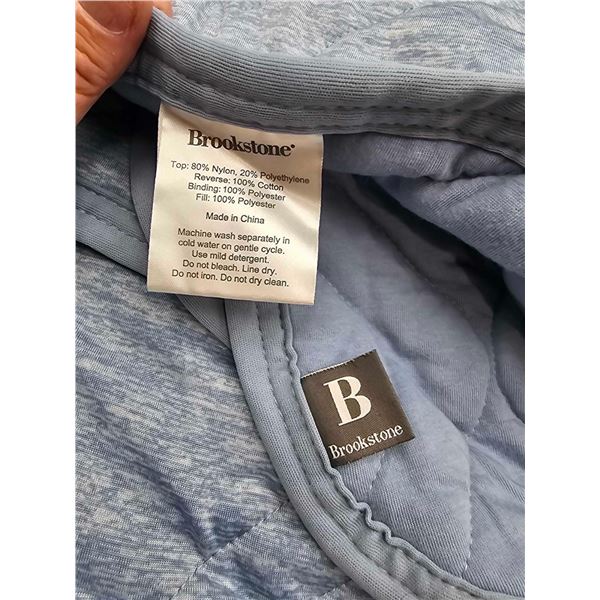 Brookstone®
Top: 80% Nylon, 20% Polyethylene
Reverse: 100% Cotton
Binding: 100% Polyester
Fill: 100% Polyester
Made in China
Machine wash separately in
cold water on gentle cycle.
Use mild detergent.
Do not bleach. Line dry.
Do not iron. Do not dry clean.
B
Brookstone